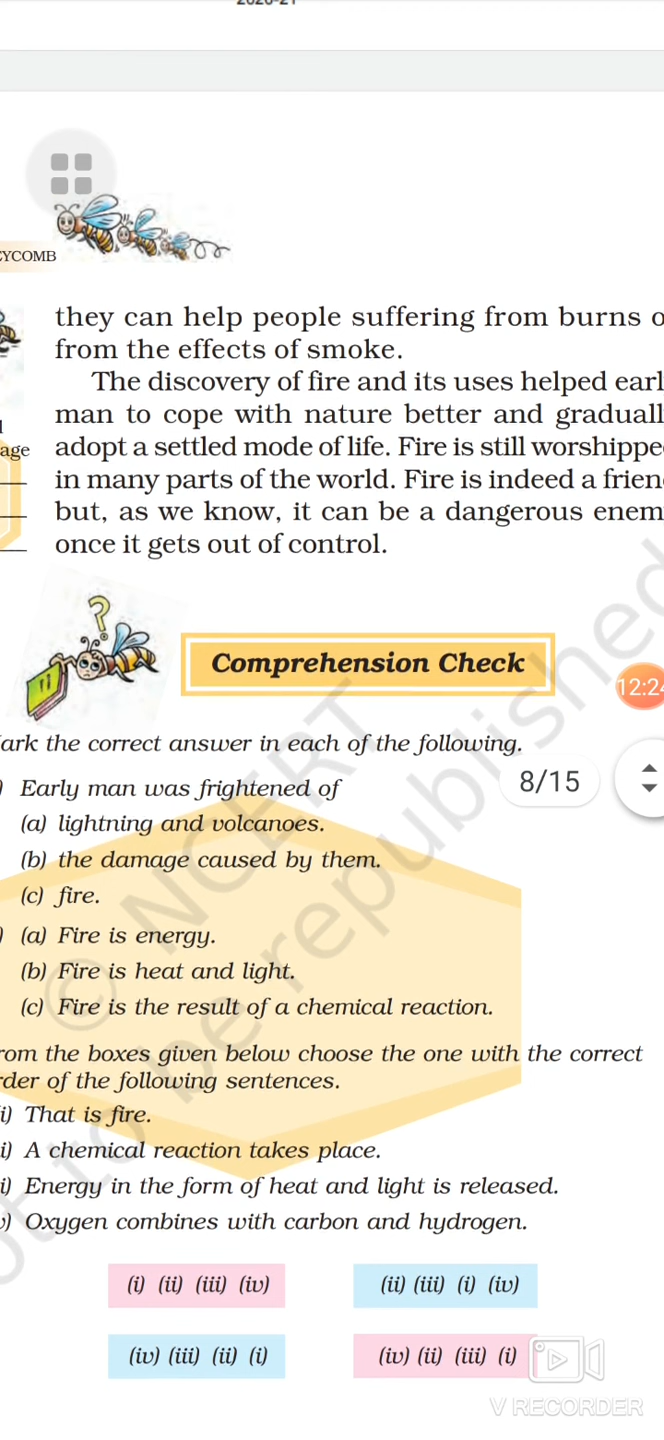 2020-21
YCOMB
they can help people suffering from burns o
from the effects of smoke.
The discovery of fire and its uses helped earl
man to cope with nature better and graduall
age adopt a settled mode of life. Fire is still worshippe
in many parts of the world. Fire is indeed a frien
but, as we know, it can be a dangerous enem
once it gets out of control.
?
Comprehension Check
12:24
ark the correct answer in each of the following.
) Early man was frightened of
8/15
(a) lightning and volcanoes.
(b) the damage caused by them.
(c) fire.
) (a) Fire is energy.
(b) Fire is heat and light.
(c) Fire is the result of a chemical reaction.
rom the boxes given below choose the one with the correct
rder of the following sentences.
i) That is fire.
i) A chemical reaction takes place.
i) Energy in the form of heat and light is released.
v) Oxygen combines with carbon and hydrogen.
(i) (ii) (iii) (iv)
(ii) (iii) (i) (iv)
(iv) (iii) (ii) (i)
(iv) (ii) (iii) (i)
© NCERT
not to be republished
V RECORDER